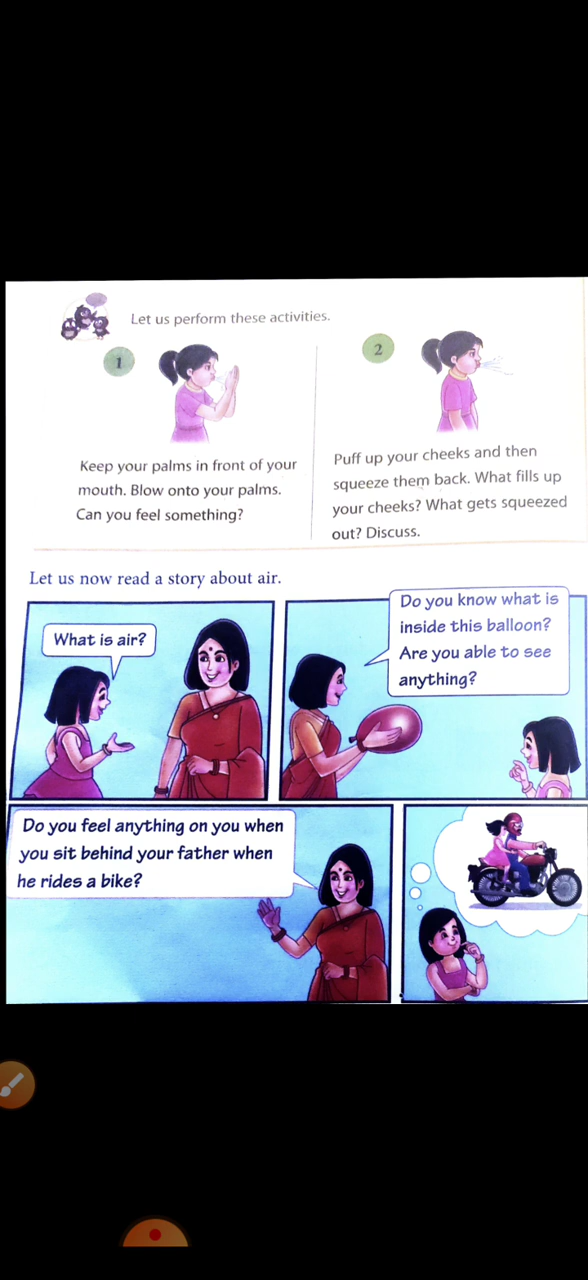 Let us perform these activities.
1
Keep your palms in front of your
mouth. Blow onto your palms.
Can you feel something?
2
Puff up your cheeks and then
squeeze them back. What fills up
your cheeks? What gets squeezed
out? Discuss.
Let us now read a story about air.
What is air?
Do you know what is
inside this balloon?
Are you able to see
anything?
Do you feel anything on you when
you sit behind your father when
he rides a bike?